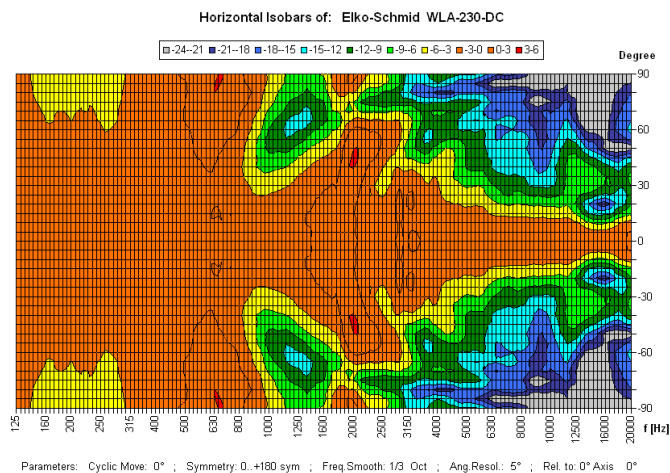 Horizontal Isobars of: Elko-Schmid WLA-230-DC
-24--21 -21--18 -18--15 -15--12 -12--9 -9--6 -6--3 -3-0 0-3 3-6
Degree
90
60
30
0
-30
-60
-90
125 160 200 250 315 400 500 630 800 1000 1250 1600 2000 2500 3150 4000 5000 6300 8000 10000 12500 16000 20000
f [Hz]
Parameters: Cyclic Move: 0° ; Symmetry: 0..+180 sym ; Freq.Smooth: 1/3 Oct ; Ang.Resol.: 5° ; Rel. to: 0° Axis 0°